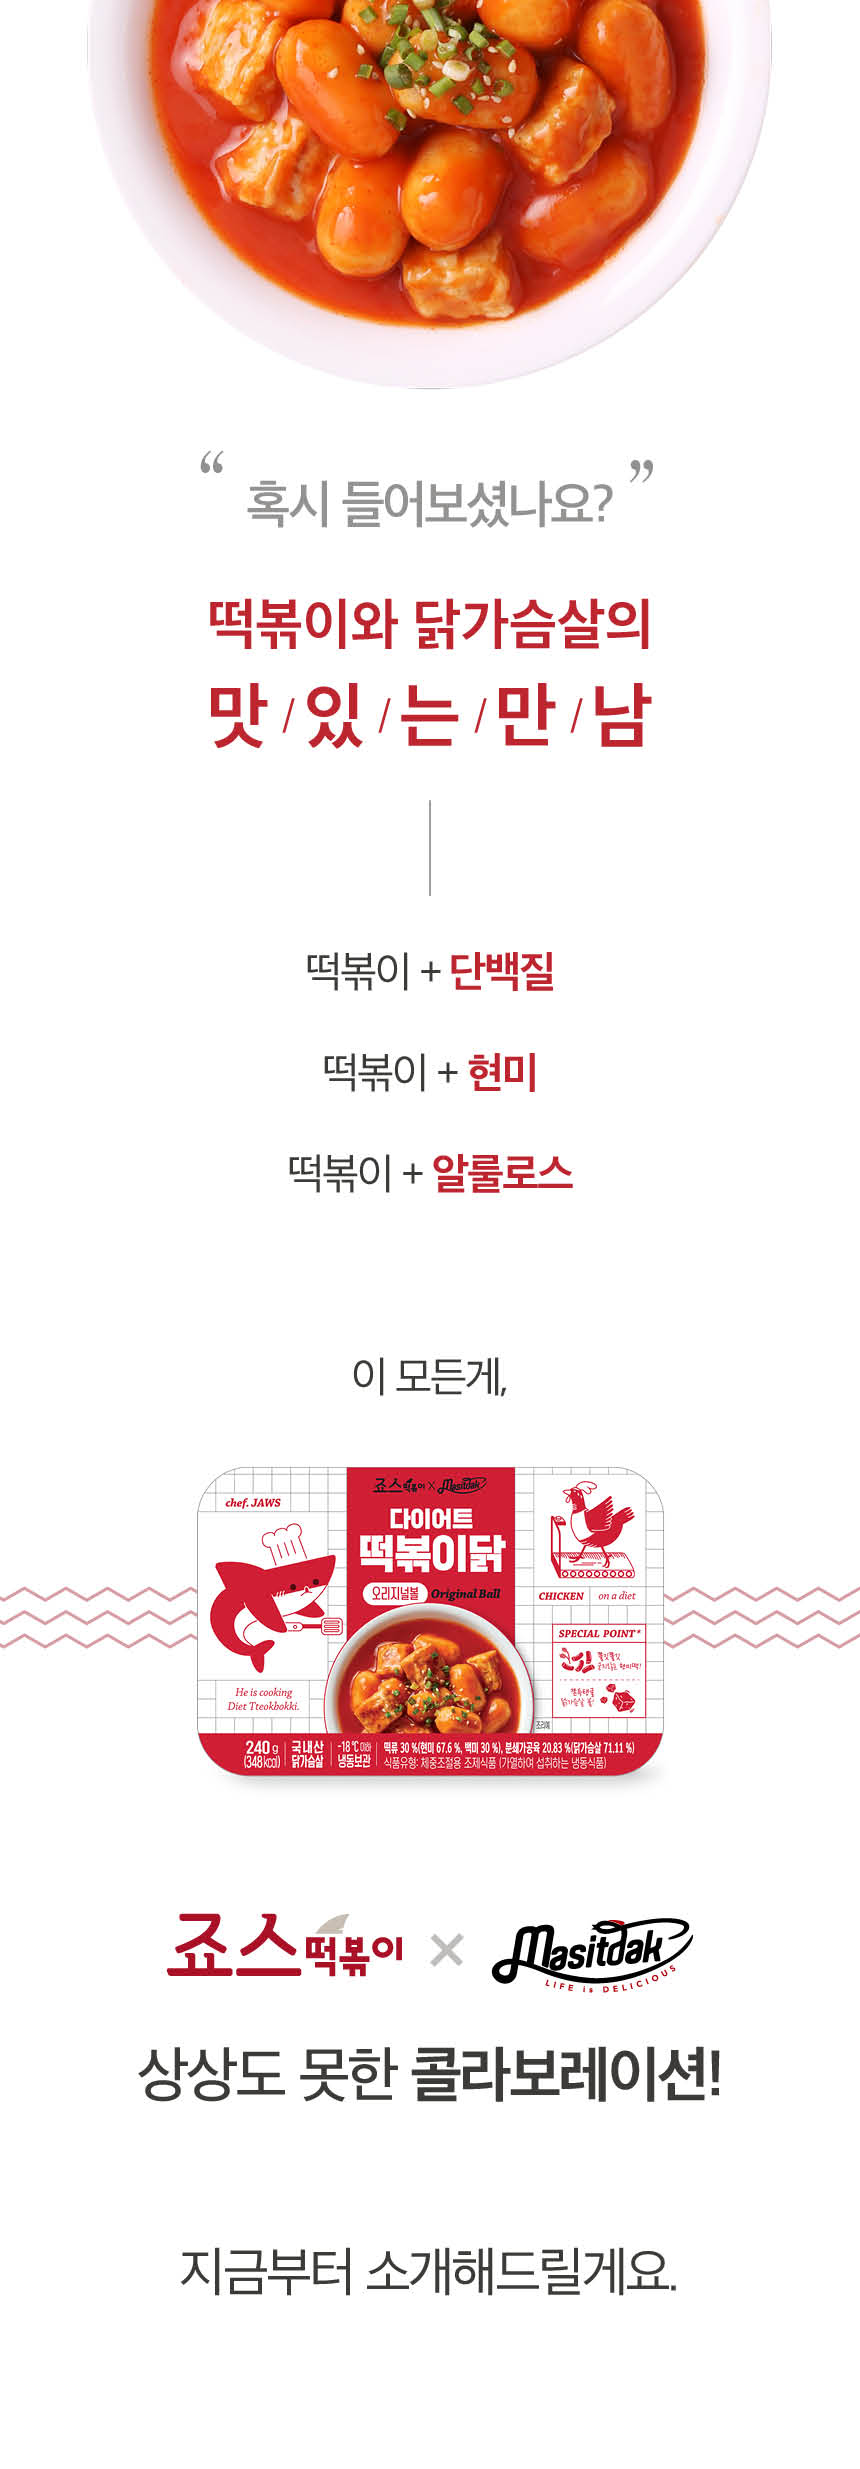 “ 혹시 들어보셨나요? ”
떡볶이와 닭가슴살의
맛 / 있 / 는 / 만 / 남
떡볶이 + 단백질
떡볶이 + 현미
떡볶이 + 알룰로스
이 모든게,
chef. JAWS
죠스떡볶이 × Masitdak
다이어트
떡볶이닭
오리지널볼 Original Ball
CHICKEN on a diet
SPECIAL POINT*
He is cooking
Diet Tteokbokki.
조리예
240 g (348 kcal)
국내산 닭가슴살
-18 ℃ 이하 냉동보관
떡류 30 %(현미 67.6 %, 백미 30 %), 분쇄가공육 20.83 %(닭가슴살 71.11 %)
식품유형: 체중조절용 조제식품 (가열하여 섭취하는 냉동식품)
죠스떡볶이 × Masitdak
LIFE is DELICIOUS
상상도 못한 콜라보레이션!
지금부터 소개해드릴게요.